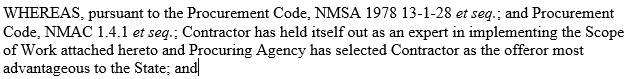 WHEREAS, pursuant to the Procurement Code, NMSA 1978 13-1-28 et seq.; and Procurement
Code, NMAC 1.4.1 et seq.; Contractor has held itself out as an expert in implementing the Scope
of Work attached hereto and Procuring Agency has selected Contractor as the offeror most
advantageous to the State; and